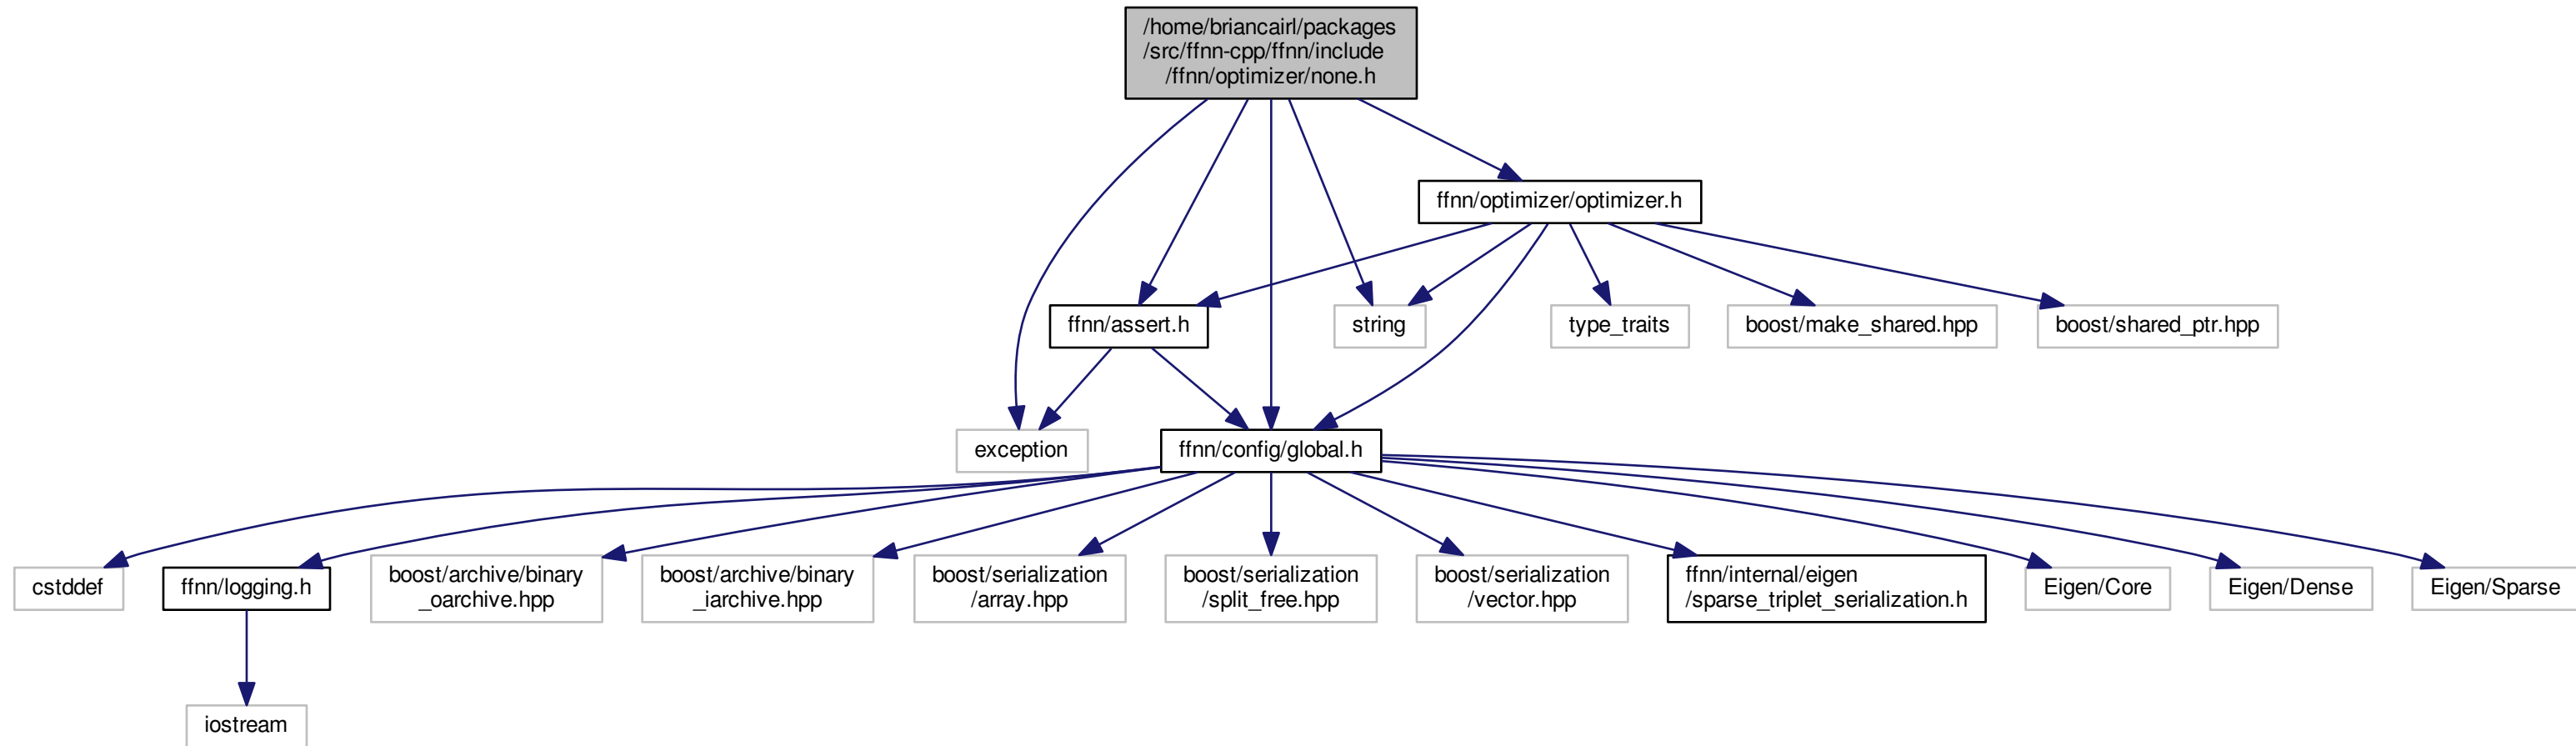 /home/briancairl/packages
/src/ffnn-cpp/ffnn/include
/ffnn/optimizer/none.h
ffnn/optimizer/optimizer.h
ffnn/assert.h
string
type_traits
boost/make_shared.hpp
boost/shared_ptr.hpp
exception
ffnn/config/global.h
cstddef
ffnn/logging.h
boost/archive/binary
_oarchive.hpp
boost/archive/binary
_iarchive.hpp
boost/serialization
/array.hpp
boost/serialization
/split_free.hpp
boost/serialization
/vector.hpp
ffnn/internal/eigen
/sparse_triplet_serialization.h
Eigen/Core
Eigen/Dense
Eigen/Sparse
iostream